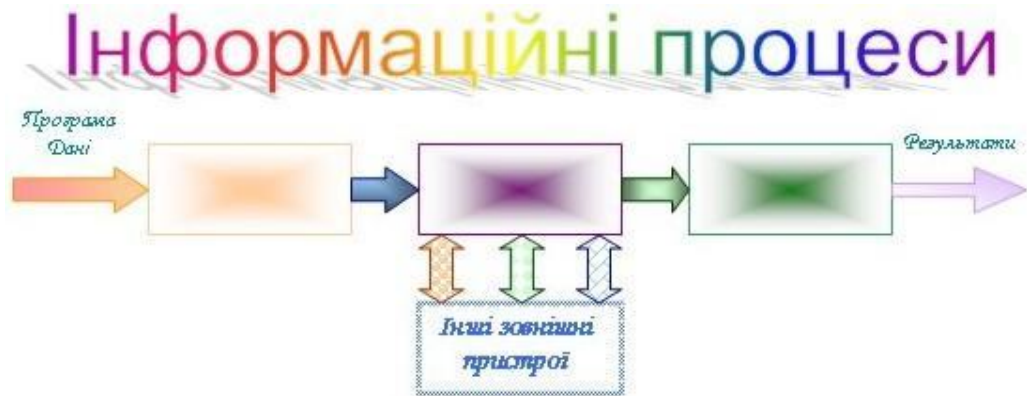 Інформаційні процеси
Програма
Дані
Результати
Інші зовнішні
пристрої